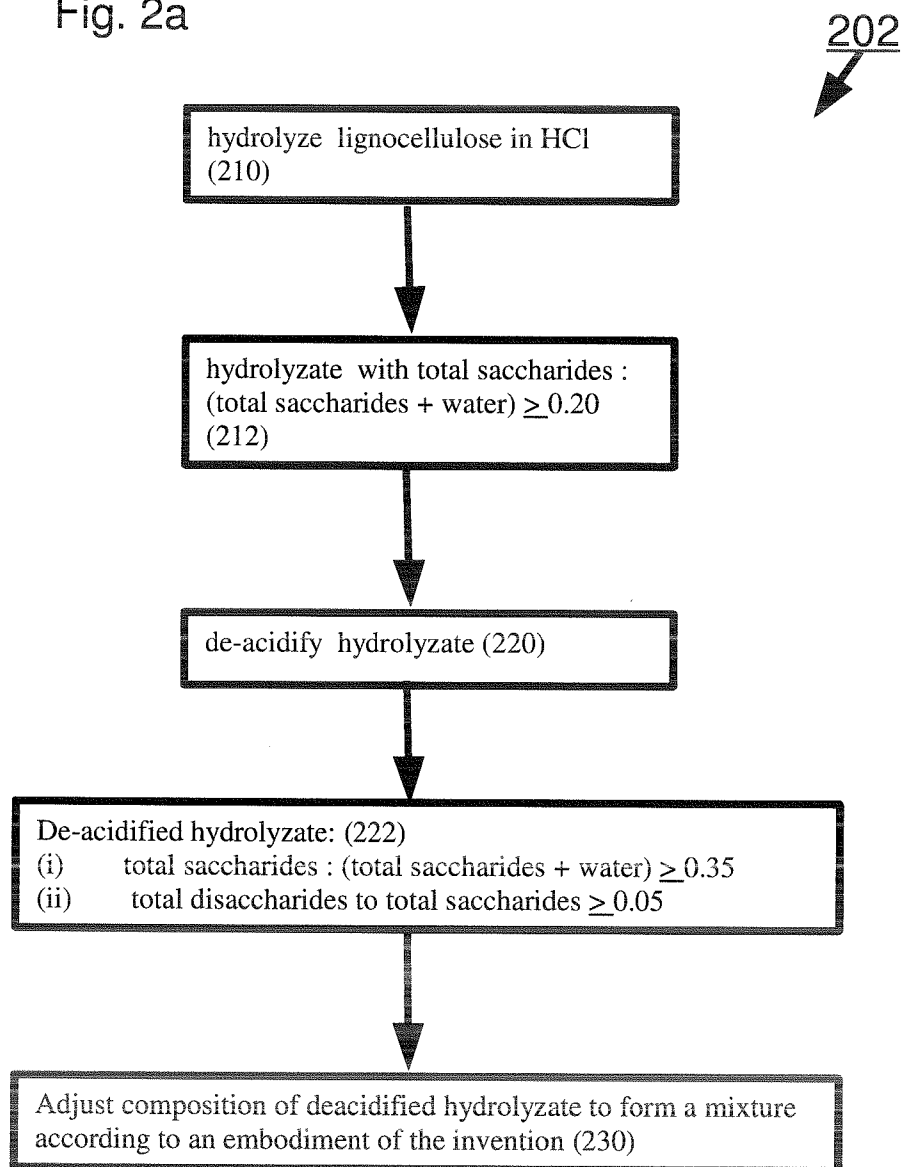 Fig. 2a
202
hydrolyze lignocellulose in HCl
(210)
hydrolyzate with total saccharides :
(total saccharides + water) ≥ 0.20
(212)
de-acidify hydrolyzate (220)
De-acidified hydrolyzate: (222)
(i) total saccharides : (total saccharides + water) ≥ 0.35
(ii) total disaccharides to total saccharides ≥ 0.05
Adjust composition of deacidified hydrolyzate to form a mixture
according to an embodiment of the invention (230)